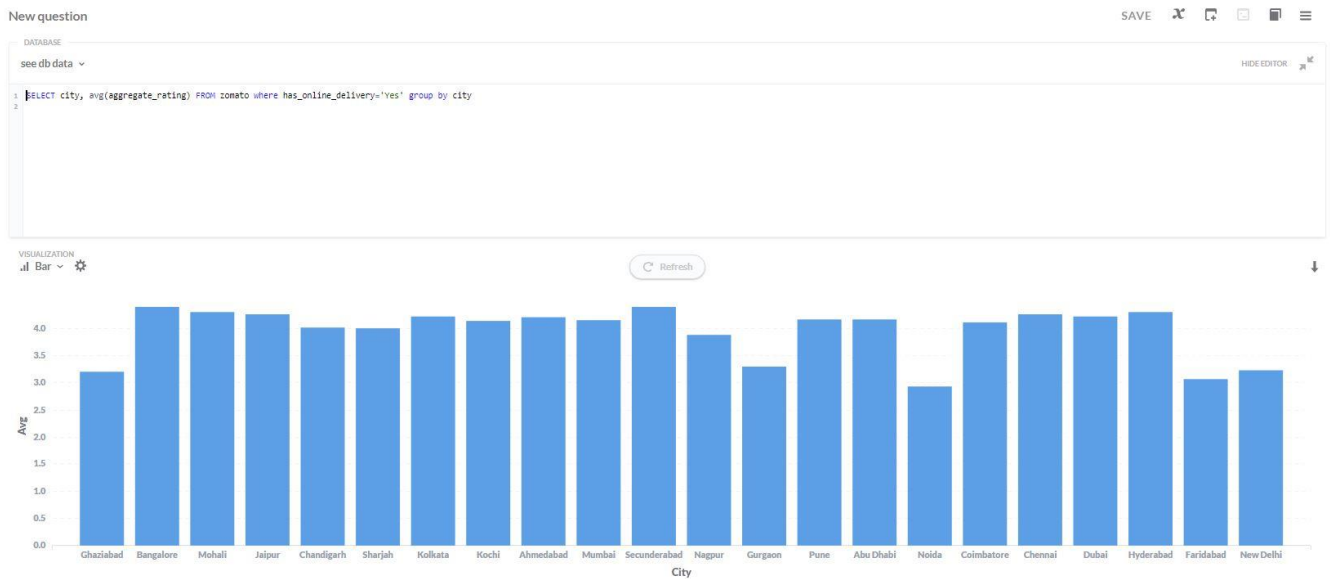 New question
SAVE
DATABASE
see db data
HIDE EDITOR
1 SELECT city, avg(aggregate_rating) FROM zomato where has_online_delivery='Yes' group by city
2
VISUALIZATION
Bar
Refresh
4.0
3.5
3.0
2.5
2.0
1.5
1.0
0.5
0.0
Avg
Ghaziabad Bangalore Mohali Jaipur Chandigarh Sharjah Kolkata Kochi Ahmedabad Mumbai Secunderabad Nagpur Gurgaon Pune Abu Dhabi Noida Coimbatore Chennai Dubai Hyderabad Faridabad New Delhi
City